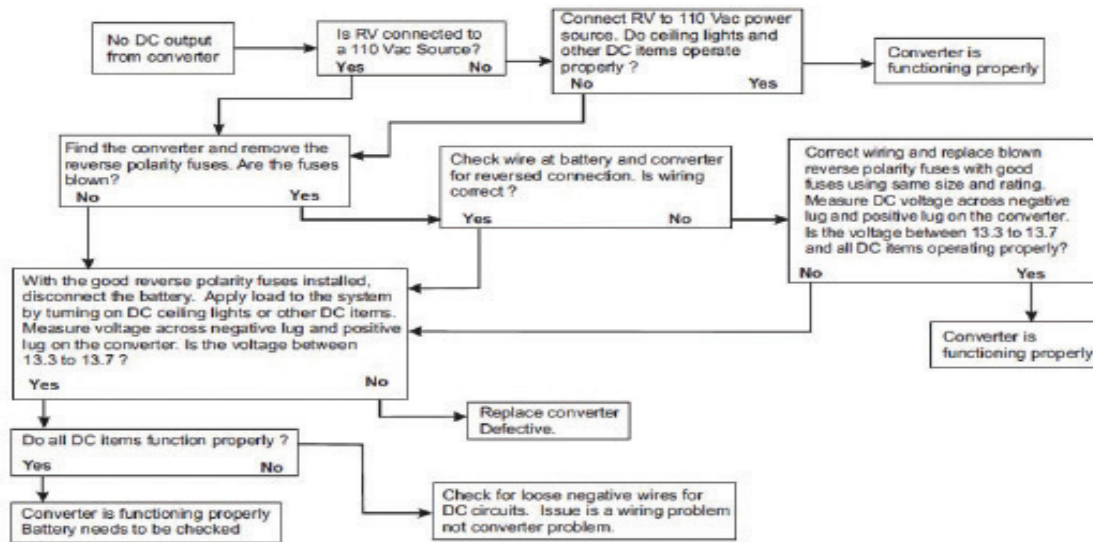 No DC output
from converter
Is RV connected to
a 110 Vac Source?
Yes No
Connect RV to 110 Vac power
source. Do ceiling lights and
other DC items operate
properly ?
No Yes
Converter is
functioning properly
Find the converter and remove the
reverse polarity fuses. Are the fuses
blown?
No Yes
Check wire at battery and converter
for reversed connection. Is wiring
correct ?
Yes No
Correct wiring and replace blown
reverse polarity fuses with good
fuses using same size and rating.
Measure DC voltage across negative
lug and positive lug on the converter.
Is the voltage between 13.3 to 13.7
and all DC items operating properly?
No Yes
With the good reverse polarity fuses installed,
disconnect the battery. Apply load to the system
by turning on DC ceiling lights or other DC items.
Measure voltage across negative lug and positive
lug on the converter. Is the voltage between
13.3 to 13.7 ?
Yes No
Converter is
functioning properly
Replace converter
Defective.
Do all DC items function properly ?
Yes No
Converter is functioning properly
Battery needs to be checked
Check for loose negative wires for
DC circuits. Issue is a wiring problem
not converter problem.